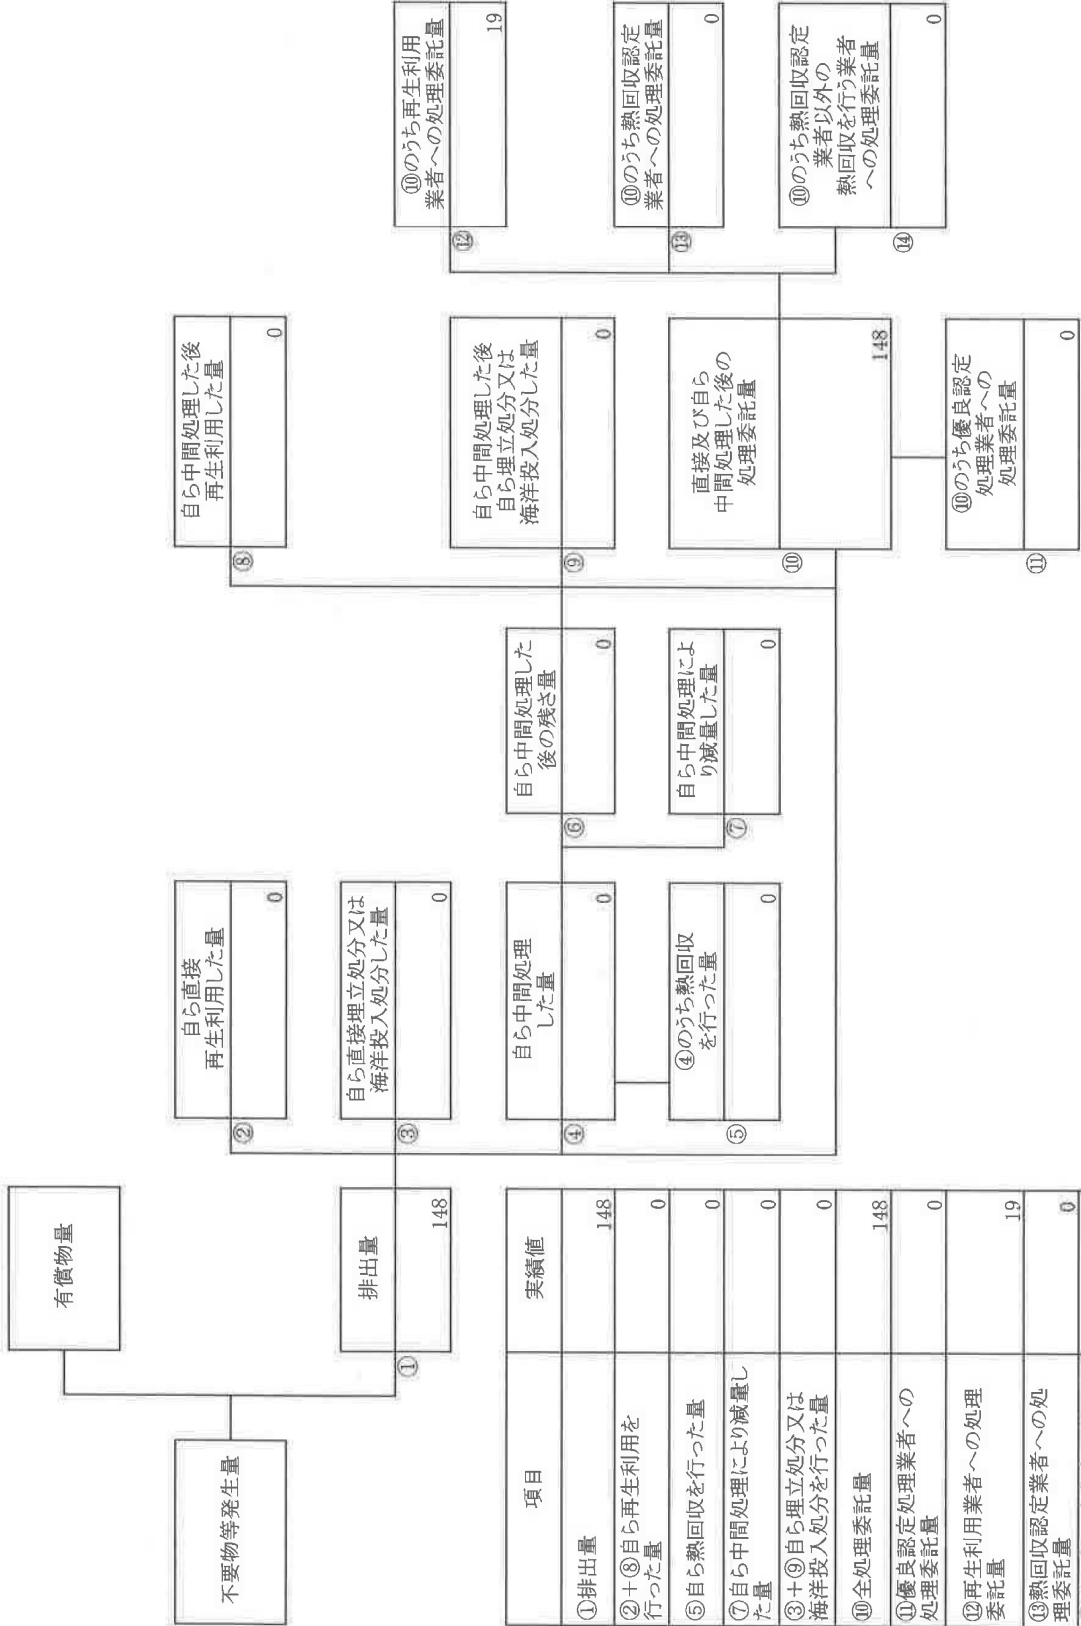 有償物量
不要物等発生量
排出量
①
148
自ら直接
再生利用した量
②
0
自ら直接埋立処分又は
海洋投入処分した量
③
0
自ら中間処理
した量
④
0
④のうち熱回収
を行った量
⑤
0
自ら中間処理した
後の残さ量
⑥
0
自ら中間処理によ
り減量した量
⑦
0
自ら中間処理した後
再生利用した量
⑧
0
自ら中間処理した後
自ら埋立処分又は
海洋投入処分した量
⑨
0
直接及び自ら
中間処理した後の
処理委託量
⑩
148
⑩のうち優良認定
処理業者への
処理委託量
⑪
0
⑩のうち再生利用
業者への処理委託量
⑫
19
⑩のうち熱回収認定
業者への処理委託量
⑬
0
⑩のうち熱回収認定
業者以外の
熱回収を行う業者
への処理委託量
⑭
0
項目 実績値
①排出量 148
②+⑧自ら再生利用を
行った量 0
⑤自ら熱回収を行った量 0
⑦自ら中間処理により減量し
た量 0
③+⑨自ら埋立処分又は
海洋投入処分を行った量 0
⑩全処理委託量 148
⑪優良認定処理業者への
処理委託量 0
⑫再生利用業者への処理
委託量 19
⑬熱回収認定業者への処
理委託量 0